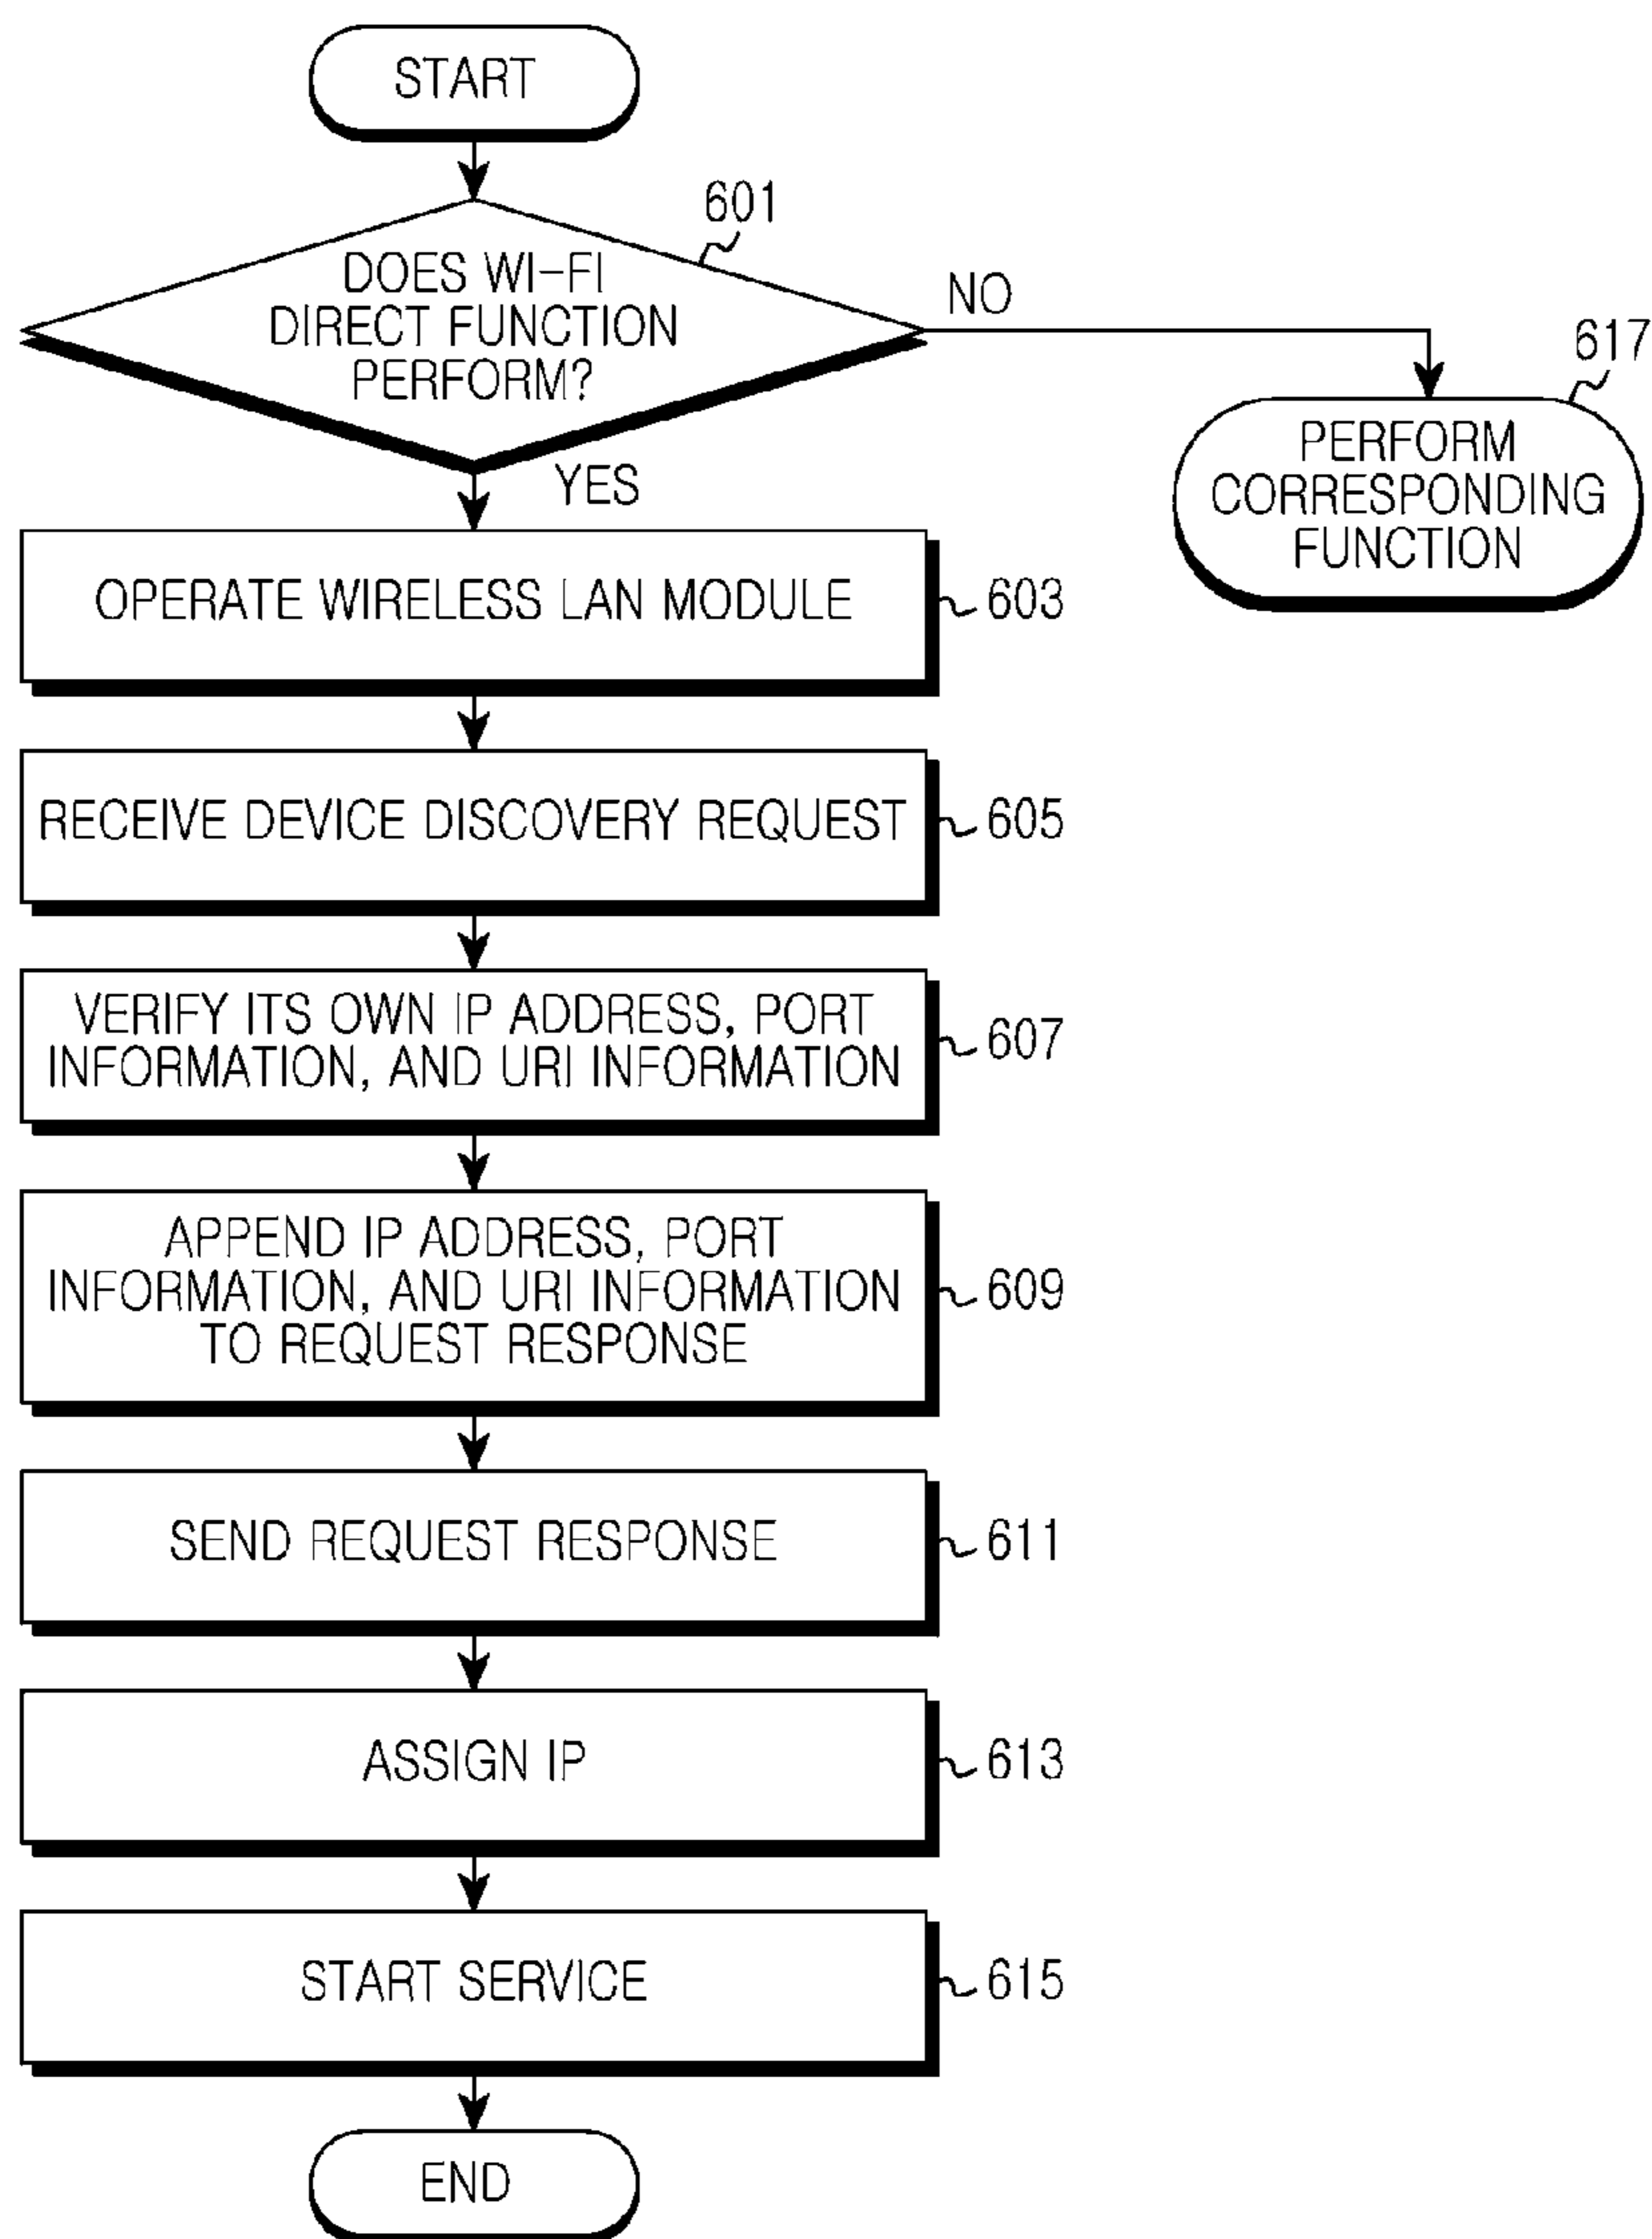 START
601
DOES WI-FI
DIRECT FUNCTION
PERFORM?
NO
617
PERFORM
CORRESPONDING
FUNCTION
YES
OPERATE WIRELESS LAN MODULE
603
RECEIVE DEVICE DISCOVERY REQUEST
605
VERIFY ITS OWN IP ADDRESS, PORT
INFORMATION, AND URI INFORMATION
607
APPEND IP ADDRESS, PORT
INFORMATION, AND URI INFORMATION
TO REQUEST RESPONSE
609
SEND REQUEST RESPONSE
611
ASSIGN IP
613
START SERVICE
615
END